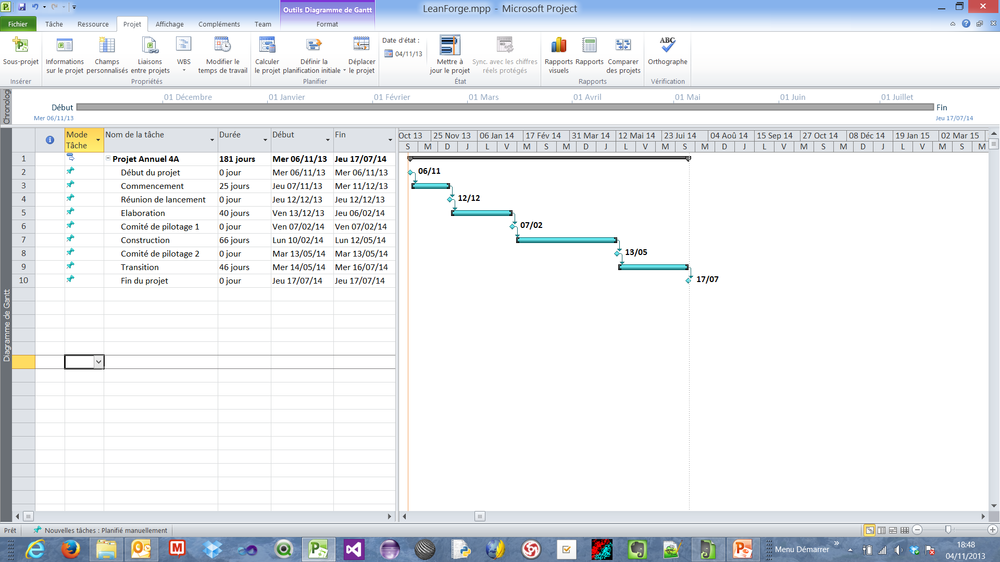 LeanForge.mpp - Microsoft Project
Outils Diagramme de Gantt
Fichier Tâche Ressource Projet Affichage Compléments Team Format
Sous-projet
Informations sur le projet
Champs personnalisés
Liaisons entre projets
WBS
Modifier le temps de travail
Calculer le projet
Définir la planification initiale
Déplacer le projet
Date d'état :
04/11/13
Mettre à jour le projet
Sync. avec les chiffres réels protégés
Rapports visuels
Rapports
Comparer des projets
ABC
Orthographe
Insérer Propriétés Planifier État Rapports Vérification
Chronologi
01 Décembre 01 Janvier 01 Février 01 Mars 01 Avril 01 Mai 01 Juin 01 Juillet
Début
Mer 06/11/13
Fin
Jeu 17/07/14
Diagramme de Gantt
Mode Tâche Nom de la tâche Durée Début Fin
1 Projet Annuel 4A 181 jours Mer 06/11/13 Jeu 17/07/14
2 Début du projet 0 jour Mer 06/11/13 Mer 06/11/13
3 Commencement 25 jours Jeu 07/11/13 Mer 11/12/13
4 Réunion de lancement 0 jour Jeu 12/12/13 Jeu 12/12/13
5 Elaboration 40 jours Ven 13/12/13 Jeu 06/02/14
6 Comité de pilotage 1 0 jour Ven 07/02/14 Ven 07/02/14
7 Construction 66 jours Lun 10/02/14 Lun 12/05/14
8 Comité de pilotage 2 0 jour Mar 13/05/14 Mar 13/05/14
9 Transition 46 jours Mer 14/05/14 Mer 16/07/14
10 Fin du projet 0 jour Jeu 17/07/14 Jeu 17/07/14
Oct 13 25 Nov 13 06 Jan 14 17 Fév 14 31 Mar 14 12 Mai 14 23 Jui 14 04 Aoû 14 15 Sep 14 27 Oct 14 08 Déc 14 19 Jan 15 02 Mar 15
S M D J L V M S M J L V M S M D J L V M S M D J L V M S M
06/11
12/12
07/02
13/05
17/07
Prêt Nouvelles tâches : Planifié manuellement
Menu Démarrer
18:48
04/11/2013